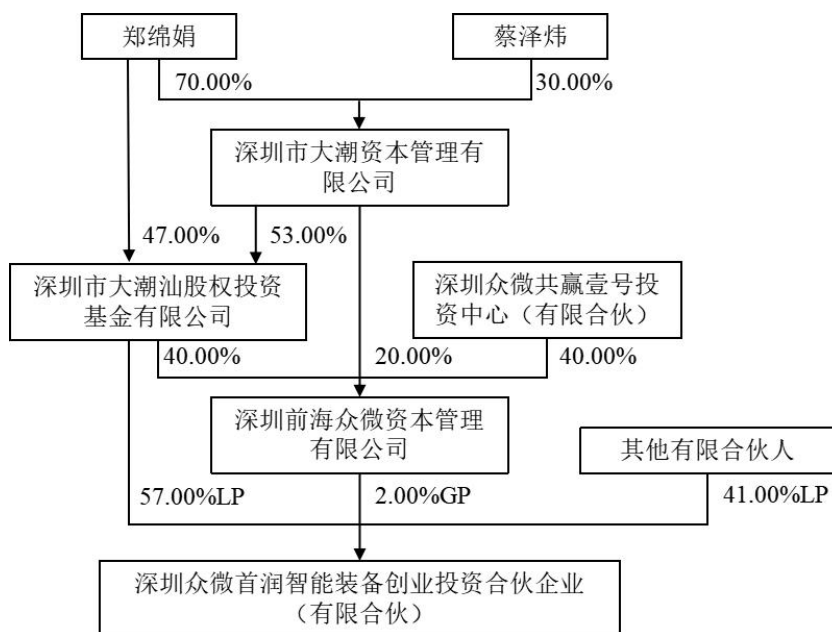 郑绵娟
蔡泽炜
70.00%
30.00%
深圳市大潮资本管理有
限公司
47.00%
53.00%
深圳市大潮汕股权投资
基金有限公司
深圳众微共赢壹号投
资中心（有限合伙）
40.00%
20.00%
40.00%
深圳前海众微资本管理
有限公司
其他有限合伙人
57.00%LP
2.00%GP
41.00%LP
深圳众微首润智能装备创业投资合伙企业
（有限合伙）